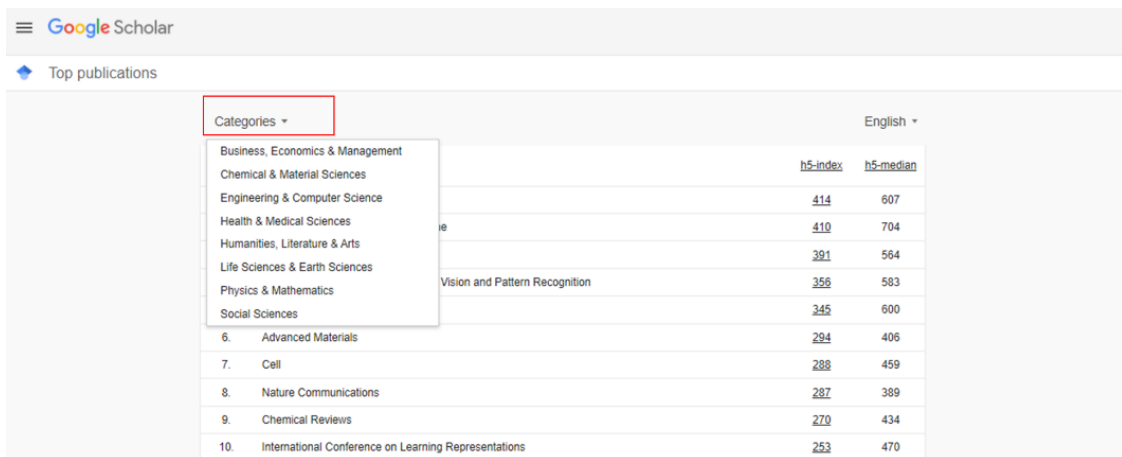 Google Scholar
Top publications
Categories
English
Business, Economics & Management
Chemical & Material Sciences
Engineering & Computer Science
Health & Medical Sciences
Humanities, Literature & Arts
Life Sciences & Earth Sciences
Physics & Mathematics
Social Sciences
h5-index h5-median
414 607
410 704
391 564
Vision and Pattern Recognition 356 583
345 600
6. Advanced Materials 294 406
7. Cell 288 459
8. Nature Communications 287 389
9. Chemical Reviews 270 434
10. International Conference on Learning Representations 253 470